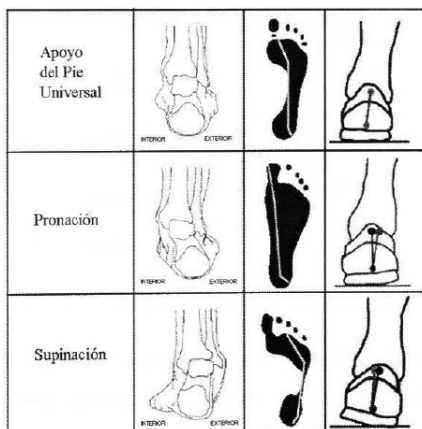 Apoyo
del Pie
Universal
INTERIOR EXTERIOR
Pronación
INTERIOR EXTERIOR
Supinación
INTERIOR EXTERIOR